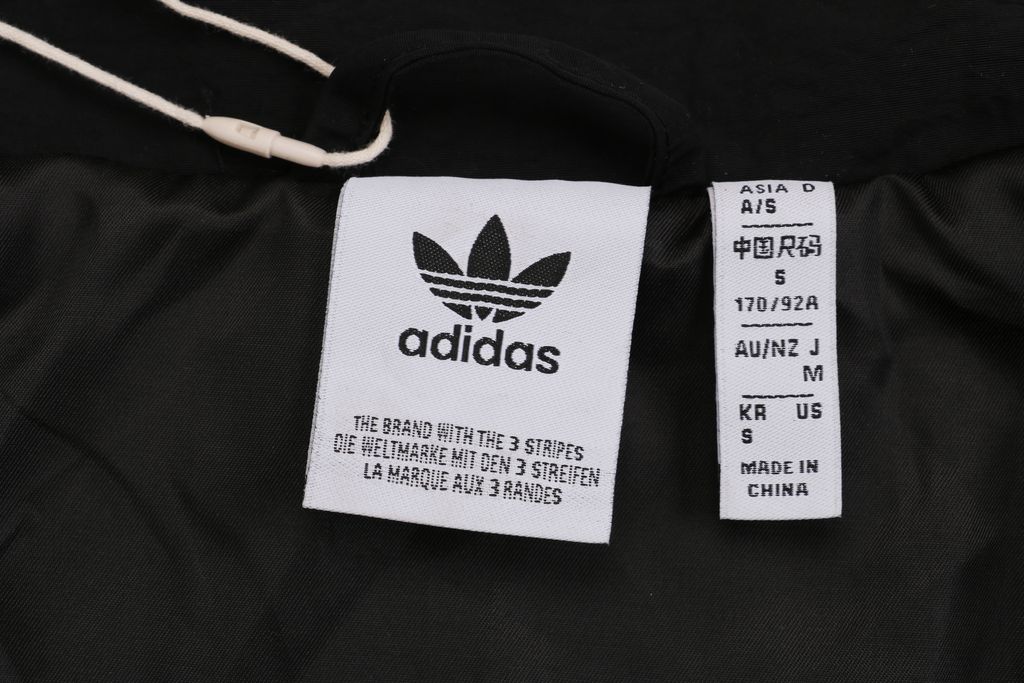 adidas
THE BRAND WITH THE 3 STRIPES
DIE WELTMARKE MIT DEN 3 STREIFEN
LA MARQUE AUX 3 BANDES
ASIA D
A/S
中国尺码
S
170/92A
AU/NZ J
M
KR US
S
MADE IN
CHINA